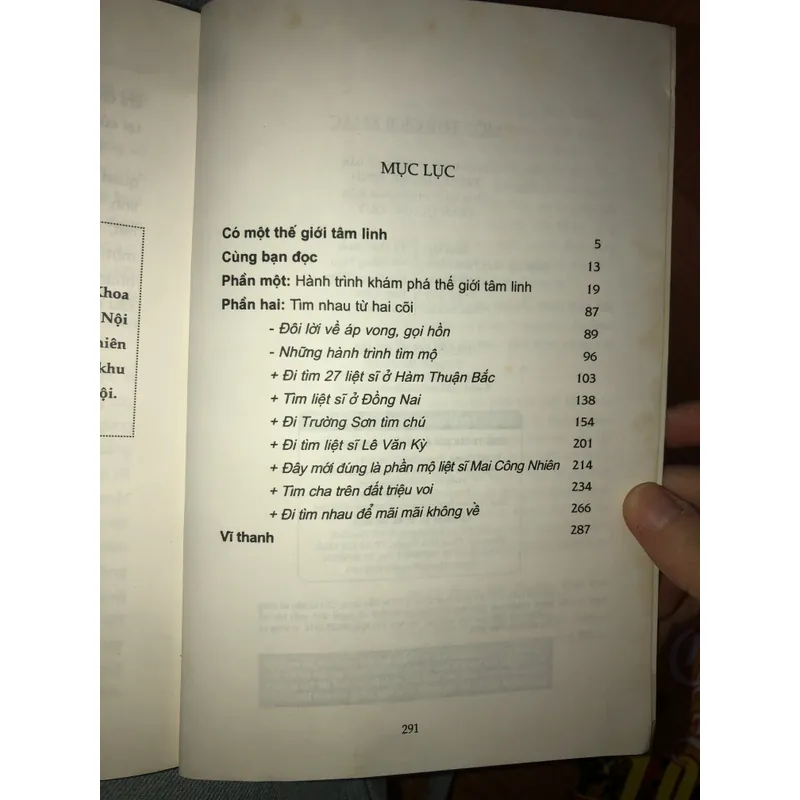 Khoa
Nội
khu
MỤC LỤC
Có một thế giới tâm linh 5
Cùng bạn đọc 13
Phần một: Hành trình khám phá thế giới tâm linh 19
Phần hai: Tìm nhau từ hai cõi 87
- Đôi lời về áp vong, gọi hồn 89
- Những hành trình tìm mộ 96
+ Đi tìm 27 liệt sĩ ở Hàm Thuận Bắc 103
+ Tìm liệt sĩ ở Đồng Nai 138
+ Đi Trường Sơn tìm chú 154
+ Đi tìm liệt sĩ Lê Văn Kỳ 201
+ Đây mới đúng là phần mộ liệt sĩ Mai Công Nhiên 214
+ Tìm cha trên đất triệu voi 234
+ Đi tìm nhau để mãi mãi không về 266
Vĩ thanh 287
291